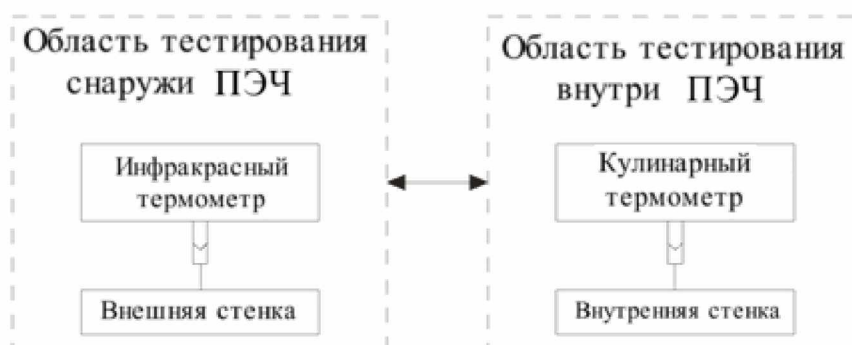 Область тестирования
снаружи ПЭЧ
Инфракрасный
термометр
Внешняя стенка
Область тестирования
внутри ПЭЧ
Кулинарный
термометр
Внутренняя стенка